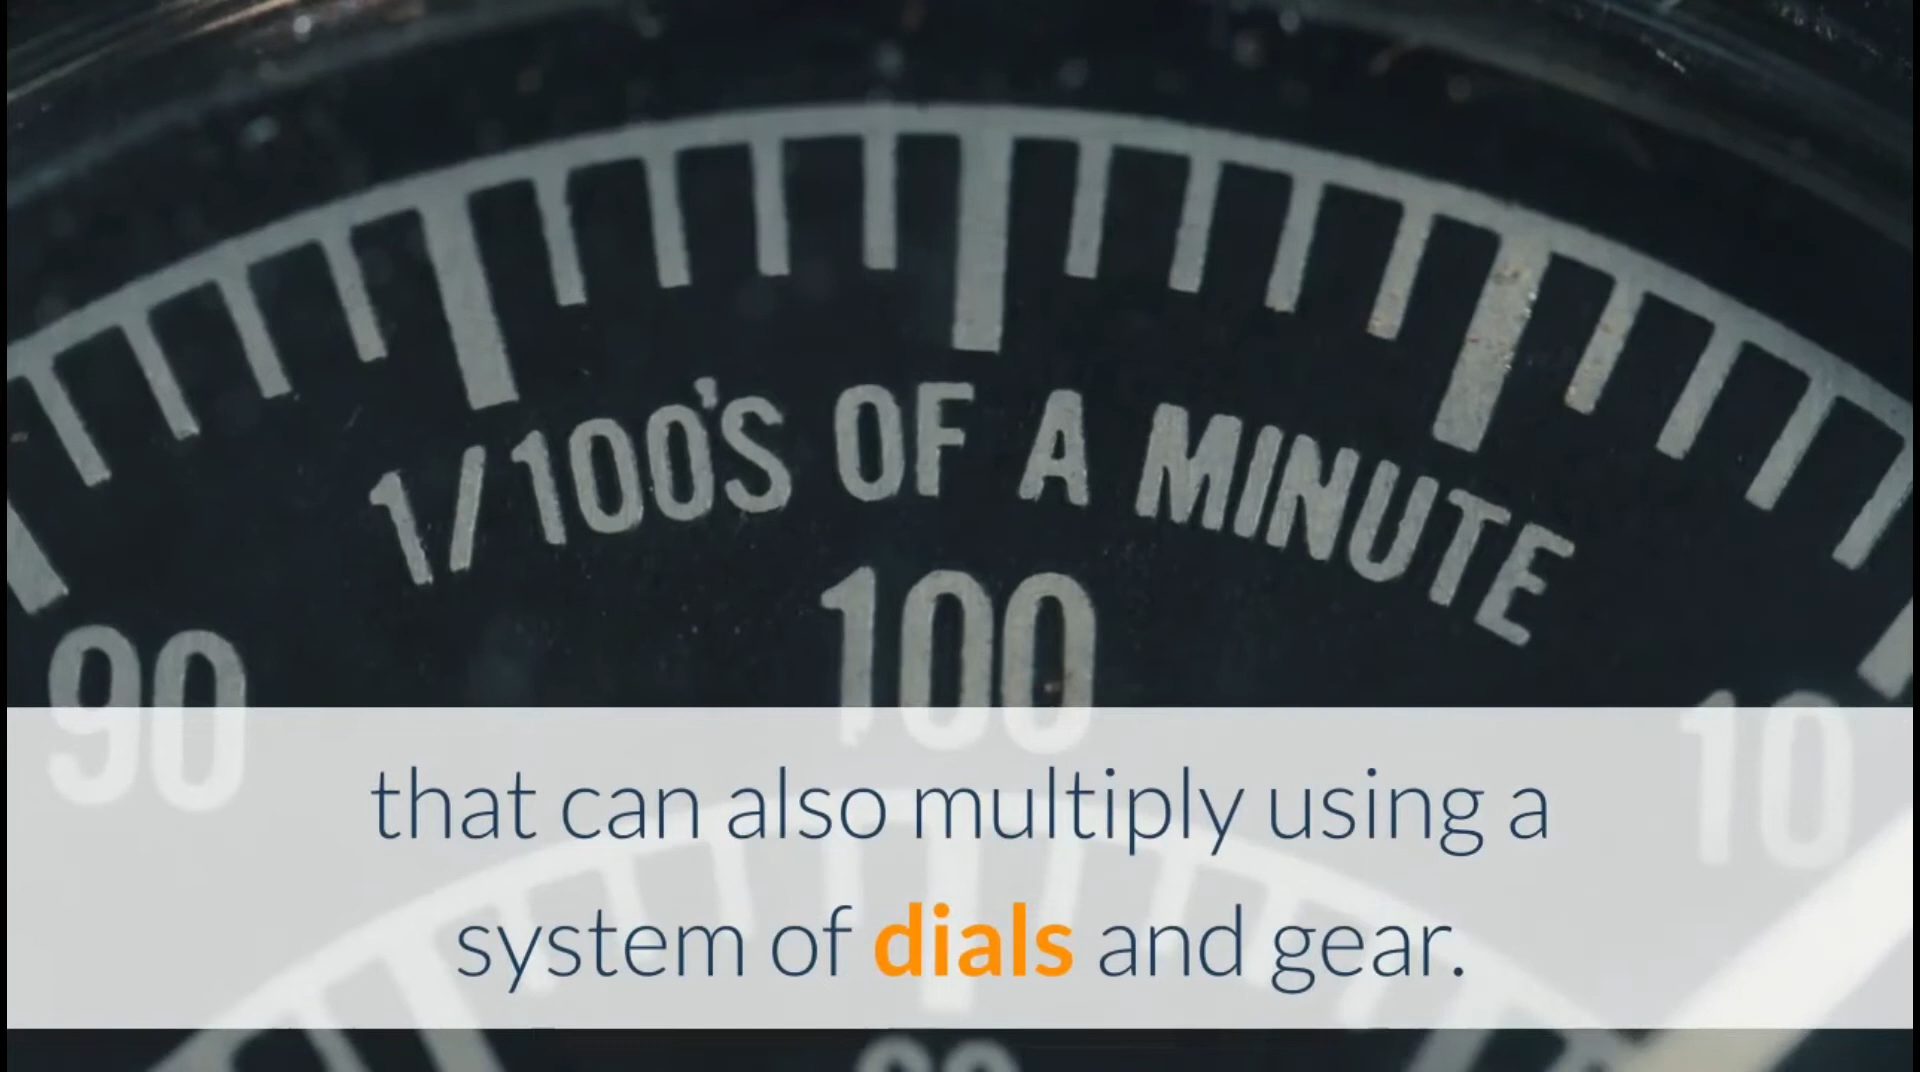 1/100'S OF A MINUTE
90 100 10
that can also multiply using a
system of dials and gear.